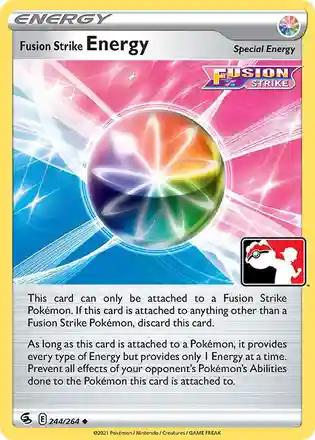 ENERGY
Fusion Strike Energy
Special Energy
FUSION
STRIKE
This card can only be attached to a Fusion Strike
Pokémon. If this card is attached to anything other than a
Fusion Strike Pokémon, discard this card.
As long as this card is attached to a Pokémon, it provides
every type of Energy but provides only 1 Energy at a time.
Prevent all effects of your opponent's Pokémon's Abilities
done to the Pokémon this card is attached to.
E 244/264
©2021 Pokémon / Nintendo / Creatures / GAME FREAK